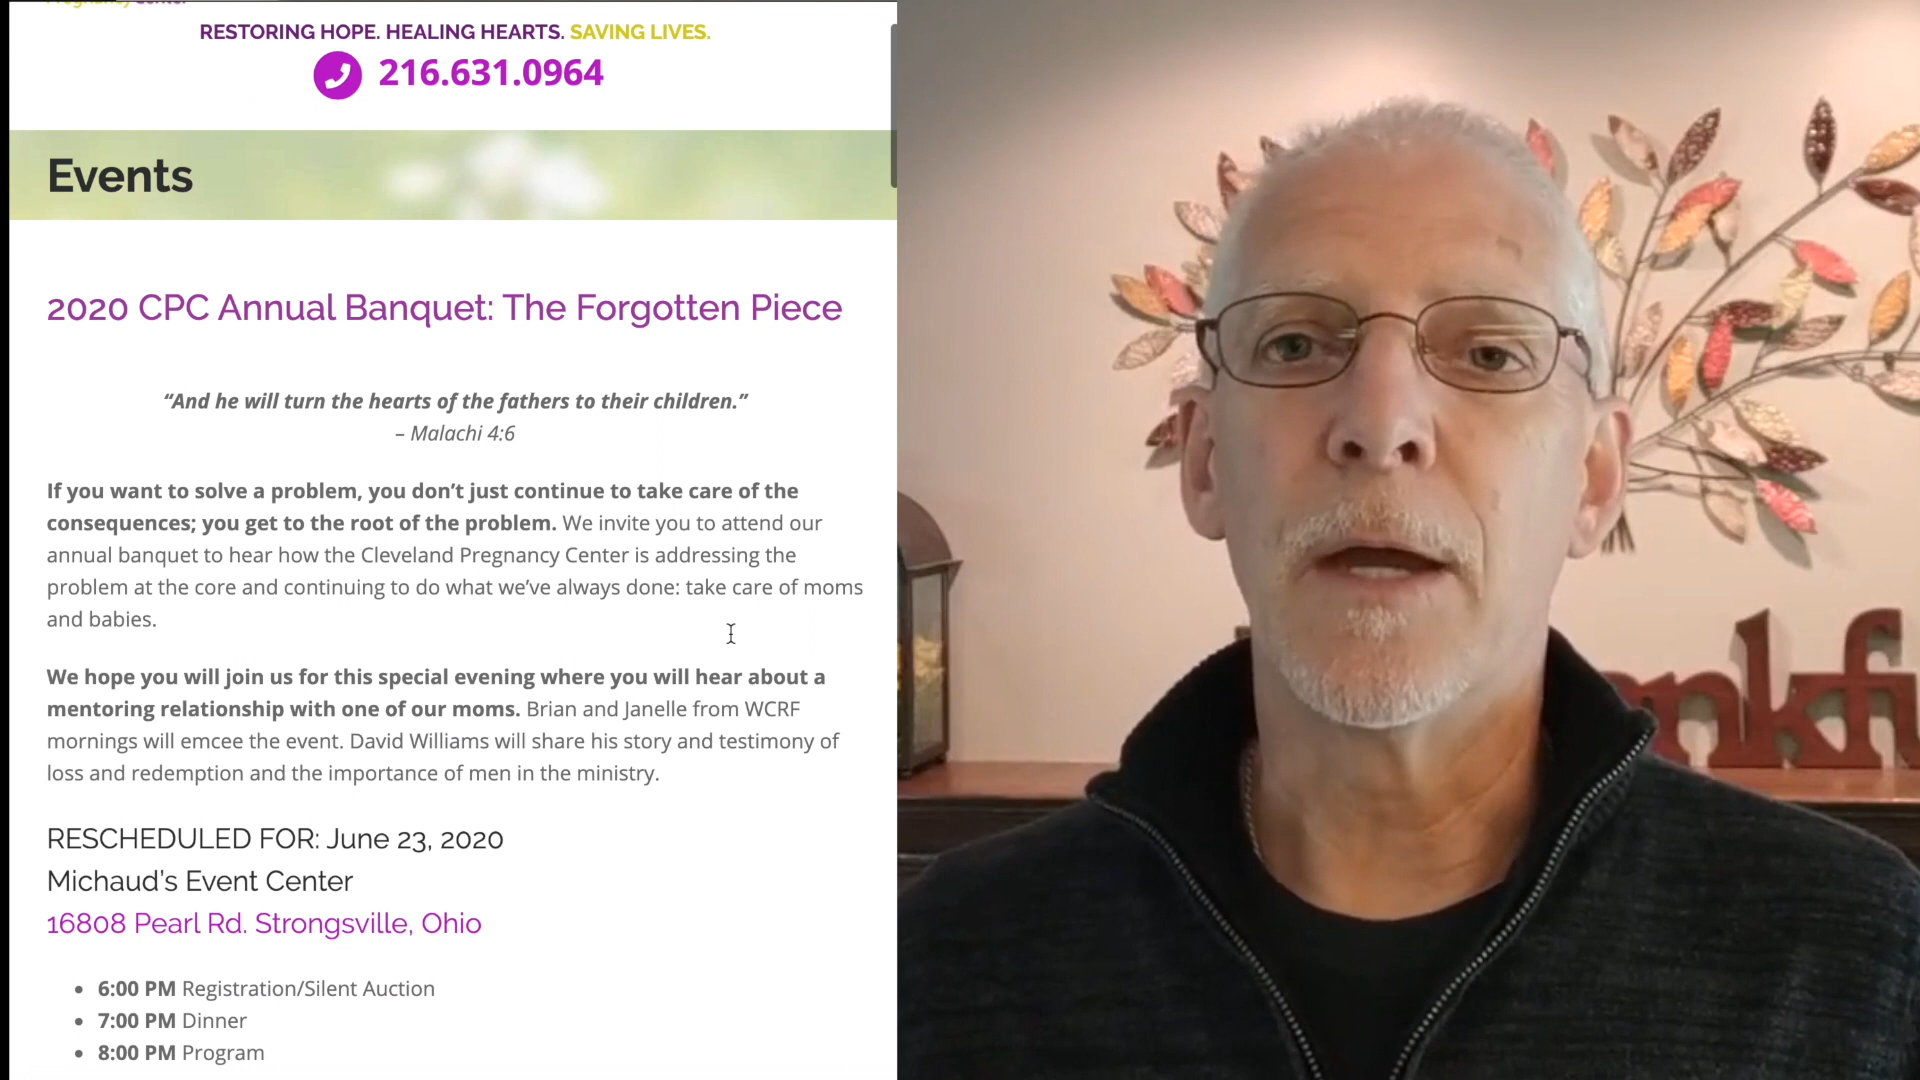 RESTORING HOPE. HEALING HEARTS. SAVING LIVES.
216.631.0964
Events
2020 CPC Annual Banquet: The Forgotten Piece
“And he will turn the hearts of the fathers to their children.”
– Malachi 4:6
If you want to solve a problem, you don’t just continue to take care of the
consequences; you get to the root of the problem. We invite you to attend our
annual banquet to hear how the Cleveland Pregnancy Center is addressing the
problem at the core and continuing to do what we’ve always done: take care of moms
and babies.
We hope you will join us for this special evening where you will hear about a
mentoring relationship with one of our moms. Brian and Janelle from WCRF
mornings will emcee the event. David Williams will share his story and testimony of
loss and redemption and the importance of men in the ministry.
RESCHEDULED FOR: June 23, 2020
Michaud’s Event Center
16808 Pearl Rd. Strongsville, Ohio
• 6:00 PM Registration/Silent Auction
• 7:00 PM Dinner
• 8:00 PM Program